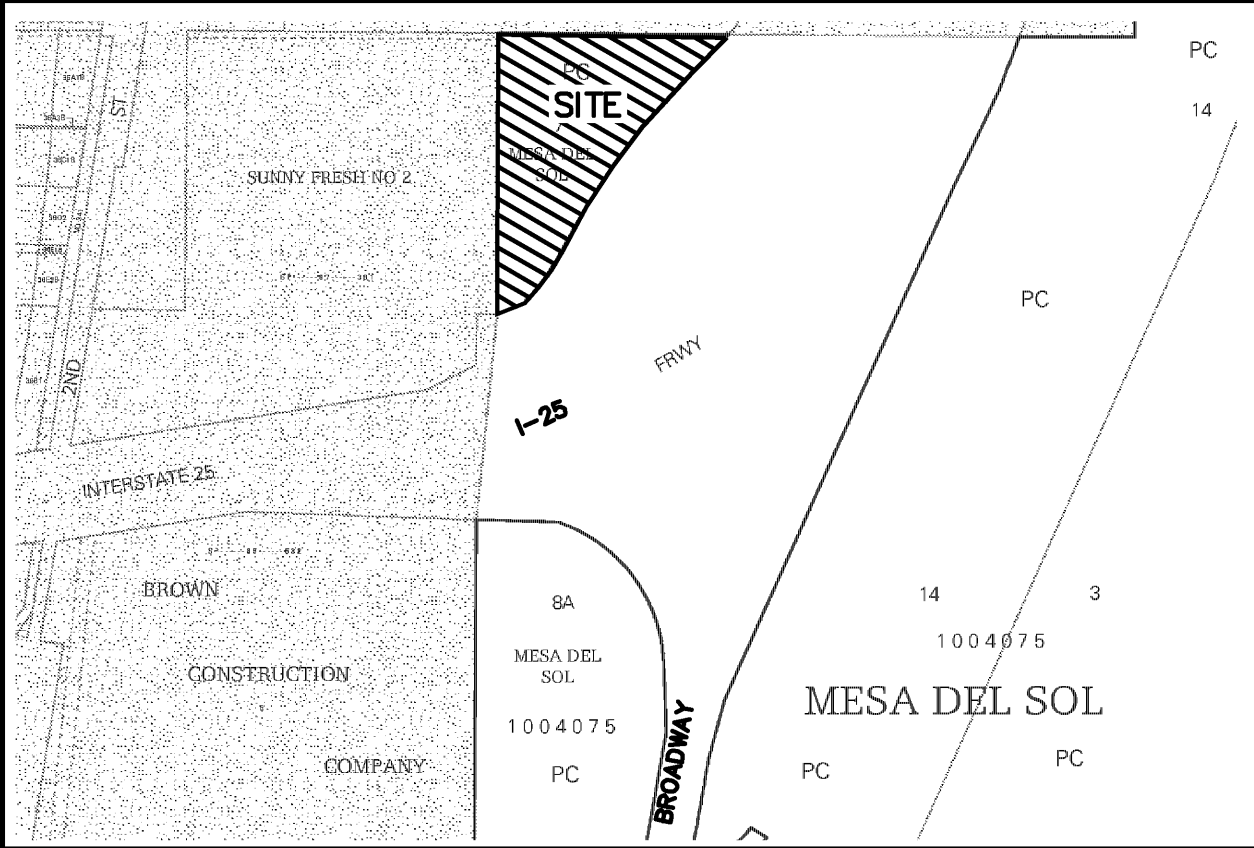 PC
14
PC
SITE
MESA DEL
SOL
ST
SUNNY FRESH NO 2
PC
2ND
FRWY
I-25
INTERSTATE 25
BROWN
CONSTRUCTION
COMPANY
8A
MESA DEL
SOL
1004075
PC
BROADWAY
14
3
1004075
MESA DEL SOL
PC
PC